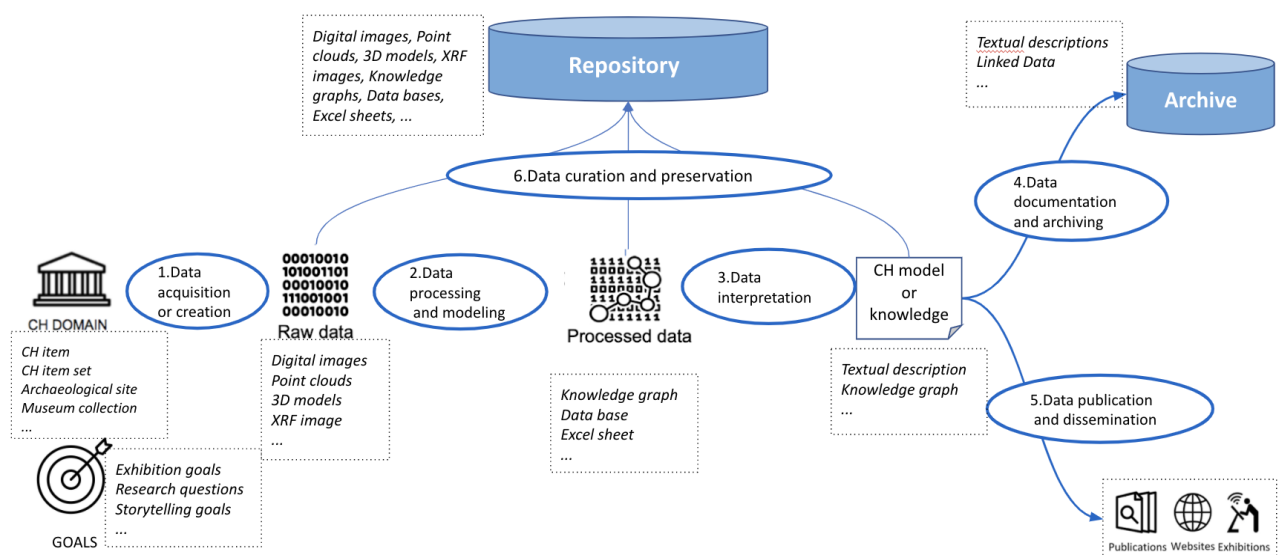 Digital images, Point
clouds, 3D models, XRF
images, Knowledge
graphs, Data bases,
Excel sheets, ...
Repository
Textual descriptions
Linked Data
...
Archive
6.Data curation and preservation
4.Data
documentation
and archiving
CH DOMAIN
1.Data
acquisition
or creation
00010010
101001101
00010010
111001001
00010010
Raw data
2.Data
processing
and modeling
Processed data
3.Data
interpretation
CH model
or
knowledge
CH item
CH item set
Archaeological site
Museum collection
...
Digital images
Point clouds
3D models
XRF image
...
Knowledge graph
Data base
Excel sheet
...
Textual description
Knowledge graph
...
5.Data publication
and dissemination
GOALS
Exhibition goals
Research questions
Storytelling goals
...
Publications Websites Exhibitions